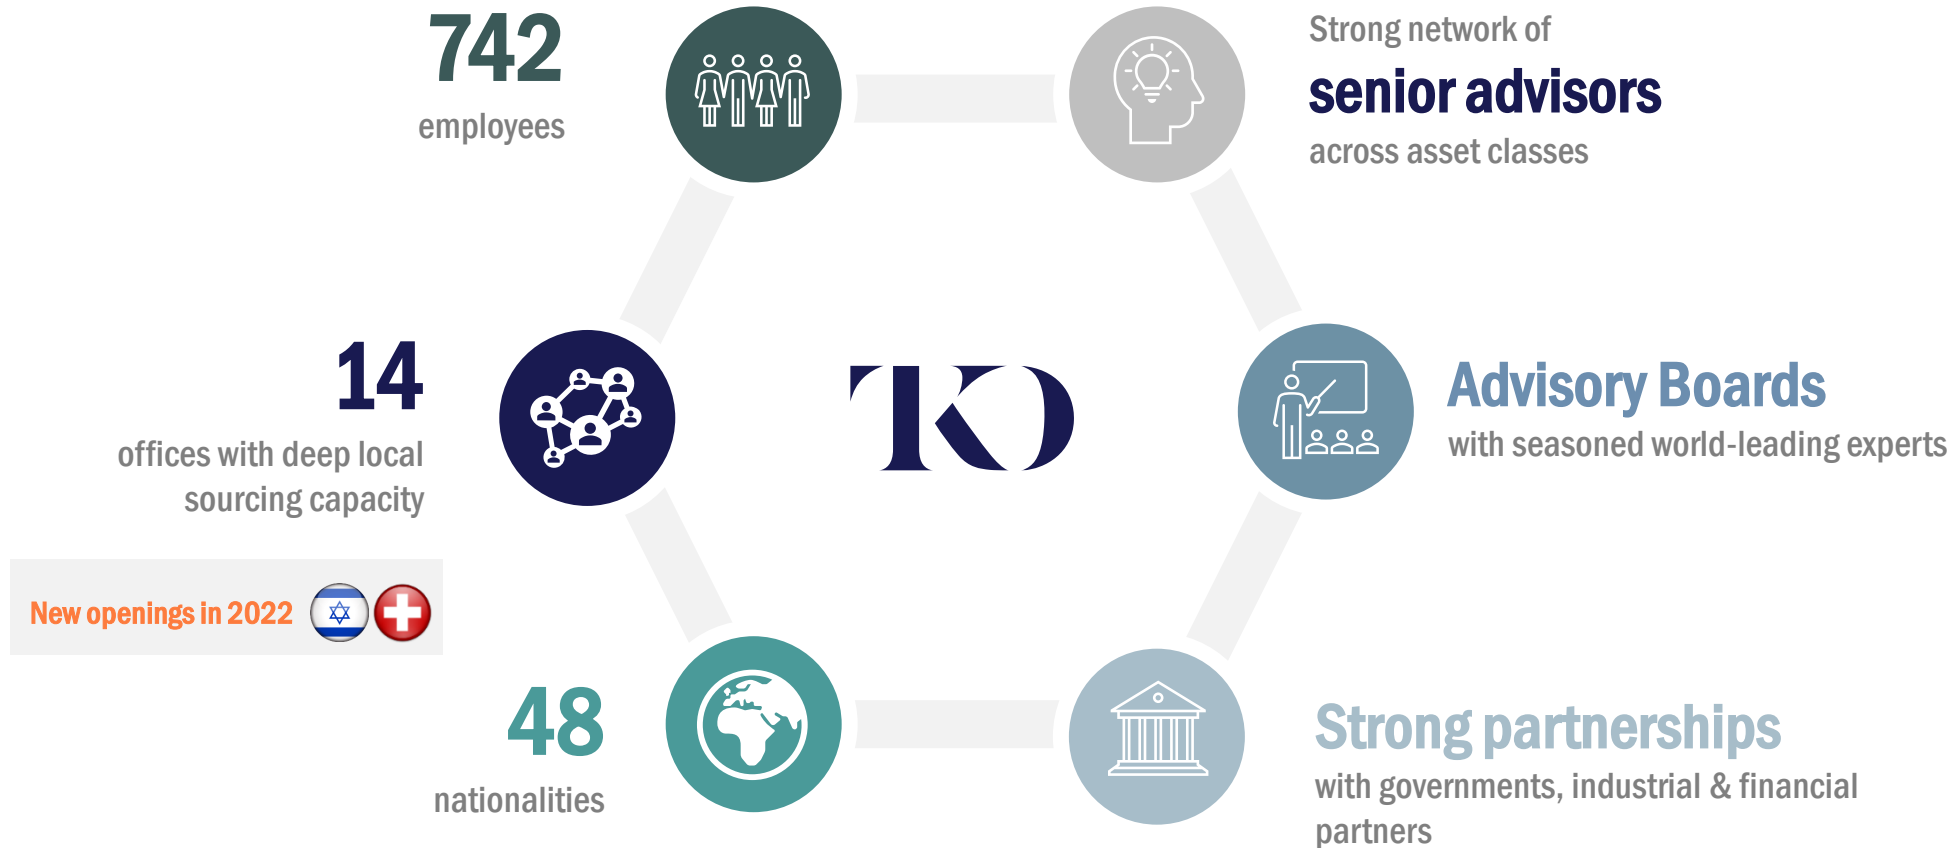 742
employees
14
offices with deep local
sourcing capacity
New openings in 2022
48
nationalities
TKO
Strong network of
senior advisors
across asset classes
Advisory Boards
with seasoned world-leading experts
Strong partnerships
with governments, industrial & financial
partners